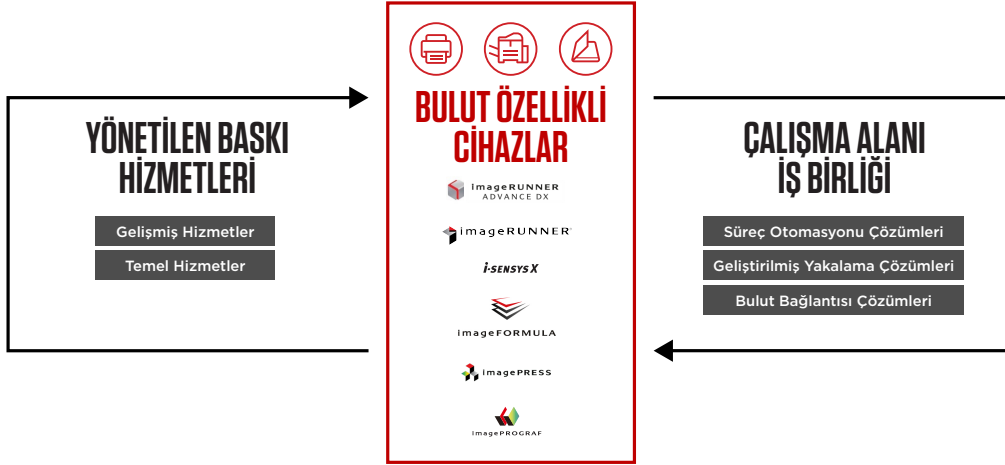 YÖNETİLEN BASKI
HİZMETLERİ
Gelişmiş Hizmetler
Temel Hizmetler
BULUT ÖZELLİKLİ
CİHAZLAR
imageRUNNER
ADVANCE DX
imageRUNNER
i-SENSYS X
imageFORMULA
imagePRESS
imagePROGRAF
ÇALIŞMA ALANI
İŞ BİRLİĞİ
Süreç Otomasyonu Çözümleri
Geliştirilmiş Yakalama Çözümleri
Bulut Bağlantısı Çözümleri